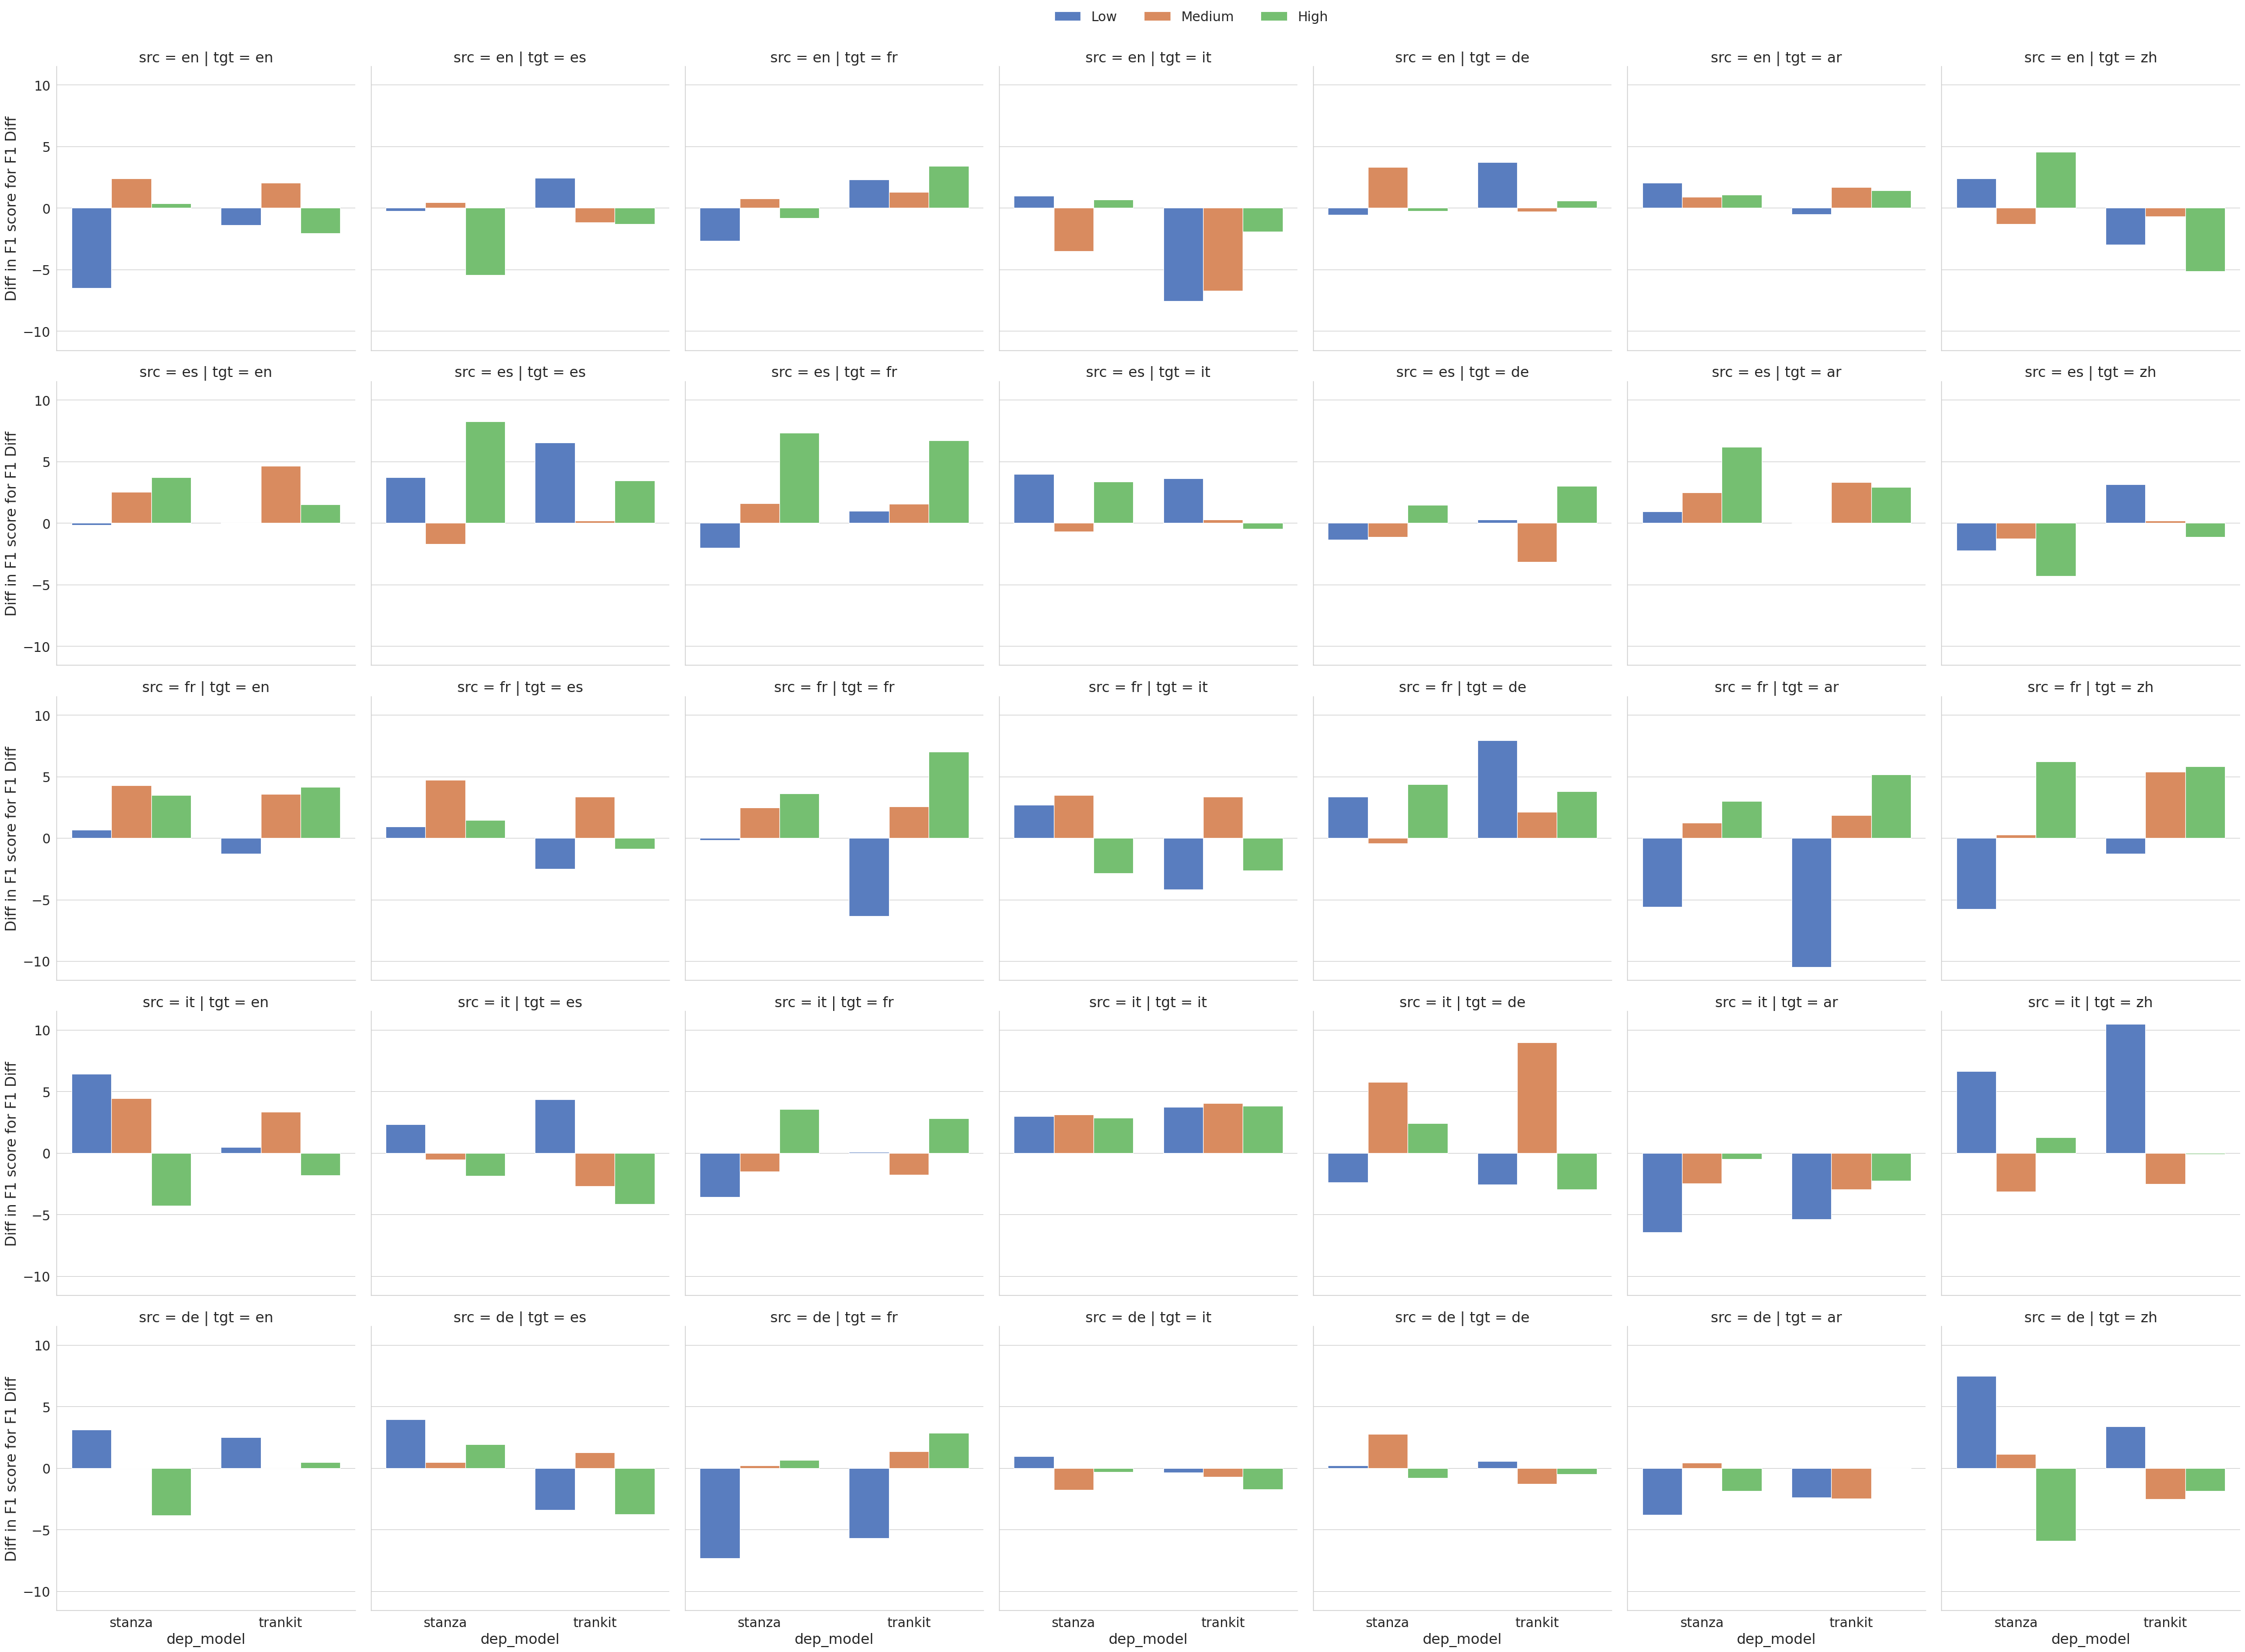 Low Medium High
src = en | tgt = en src = en | tgt = es src = en | tgt = fr src = en | tgt = it src = en | tgt = de src = en | tgt = ar src = en | tgt = zh
Diff in F1 score for F1 Diff
10
5
0
−5
−10
src = es | tgt = en src = es | tgt = es src = es | tgt = fr src = es | tgt = it src = es | tgt = de src = es | tgt = ar src = es | tgt = zh
Diff in F1 score for F1 Diff
10
5
0
−5
−10
src = fr | tgt = en src = fr | tgt = es src = fr | tgt = fr src = fr | tgt = it src = fr | tgt = de src = fr | tgt = ar src = fr | tgt = zh
Diff in F1 score for F1 Diff
10
5
0
−5
−10
src = it | tgt = en src = it | tgt = es src = it | tgt = fr src = it | tgt = it src = it | tgt = de src = it | tgt = ar src = it | tgt = zh
Diff in F1 score for F1 Diff
10
5
0
−5
−10
src = de | tgt = en src = de | tgt = es src = de | tgt = fr src = de | tgt = it src = de | tgt = de src = de | tgt = ar src = de | tgt = zh
Diff in F1 score for F1 Diff
10
5
0
−5
−10
stanza trankit stanza trankit stanza trankit stanza trankit stanza trankit stanza trankit stanza trankit
dep_model dep_model dep_model dep_model dep_model dep_model dep_model